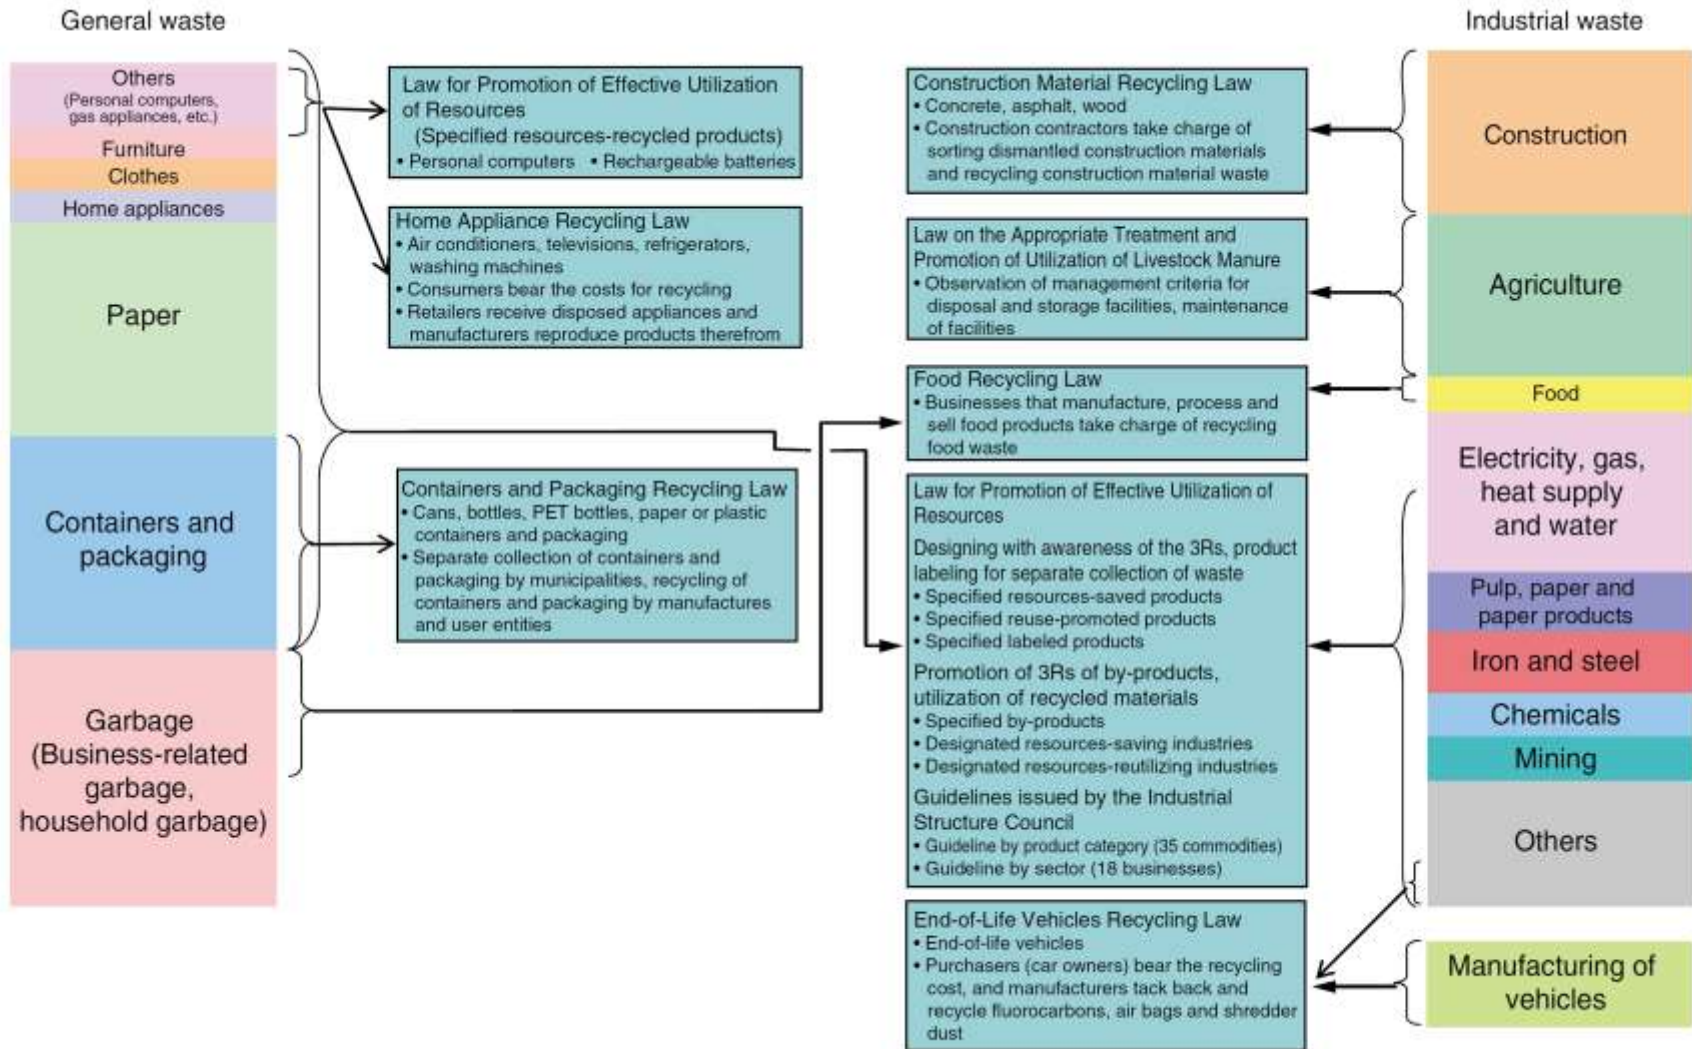 General waste
Others
(Personal computers,
gas appliances, etc.)
Furniture
Clothes
Home appliances
Paper
Containers and
packaging
Garbage
(Business-related
garbage,
household garbage)
Law for Promotion of Effective Utilization
of Resources
(Specified resources-recycled products)
• Personal computers • Rechargeable batteries
Home Appliance Recycling Law
• Air conditioners, televisions, refrigerators,
washing machines
• Consumers bear the costs for recycling
• Retailers receive disposed appliances and
manufacturers reproduce products therefrom
Containers and Packaging Recycling Law
• Cans, bottles, PET bottles, paper or plastic
containers and packaging
• Separate collection of containers and
packaging by municipalities, recycling of
containers and packaging by manufactures
and user entities
Construction Material Recycling Law
• Concrete, asphalt, wood
• Construction contractors take charge of
sorting dismantled construction materials
and recycling construction material waste
Law on the Appropriate Treatment and
Promotion of Utilization of Livestock Manure
• Observation of management criteria for
disposal and storage facilities, maintenance
of facilities
Food Recycling Law
• Businesses that manufacture, process and
sell food products take charge of recycling
food waste
Law for Promotion of Effective Utilization of
Resources
Designing with awareness of the 3Rs, product
labeling for separate collection of waste
• Specified resources-saved products
• Specified reuse-promoted products
• Specified labeled products
Promotion of 3Rs of by-products,
utilization of recycled materials
• Specified by-products
• Designated resources-saving industries
• Designated resources-reutilizing industries
Guidelines issued by the Industrial
Structure Council
• Guideline by product category (35 commodities)
• Guideline by sector (18 businesses)
End-of-Life Vehicles Recycling Law
• End-of-life vehicles
• Purchasers (car owners) bear the recycling
cost, and manufacturers tack back and
recycle fluorocarbons, air bags and shredder
dust
Industrial waste
Construction
Agriculture
Food
Electricity, gas,
heat supply
and water
Pulp, paper and
paper products
Iron and steel
Chemicals
Mining
Others
Manufacturing of
vehicles